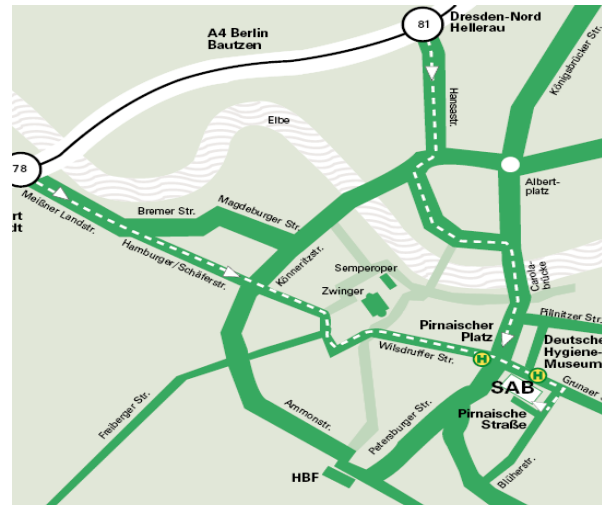 81
Dresden-Nord
Hellerau
A4 Berlin
Bautzen
Königsbrücker Str.
Hansastr.
Elbe
78
Albert-
platz
Meißner Landstr.
Bremer Str.
Magdeburger Str.
Hamburger/Schäferstr.
Könneritzstr.
Semperoper
Zwinger
Carola-
brücke
Pillnitzer Str.
Pirnaischer
Platz
Deutsches
Hygiene-
Museum
Wilsdruffer Str.
H
H
SAB
Grunaer
Pirnaische
Straße
Freiberger Str.
Ammonstr.
Petersburger Str.
Blüherstr.
HBF